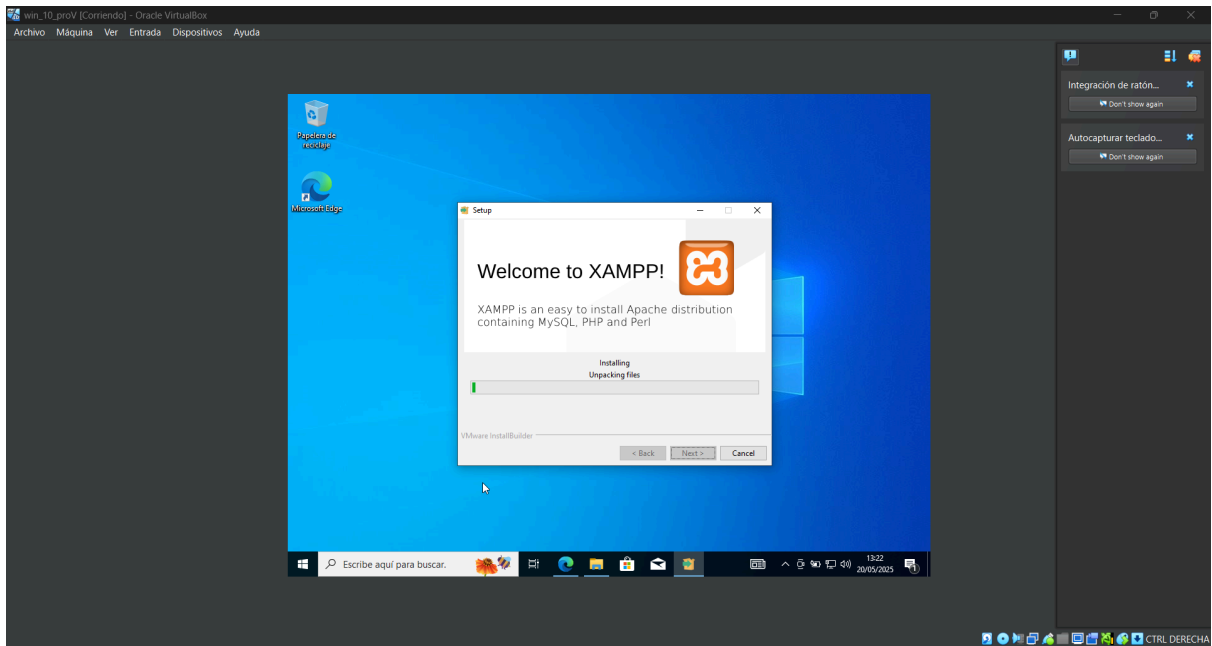 win_10_proV [Corriendo] - Oracle VirtualBox
Archivo Máquina Ver Entrada Dispositivos Ayuda
Integración de ratón...
Don't show again
Autocapturar teclado...
Don't show again
Papelera de
reciclaje
Microsoft Edge
Setup
Welcome to XAMPP!
XAMPP is an easy to install Apache distribution
containing MySQL, PHP and Perl
Installing
Unpacking files
VMware InstallBuilder
< Back Next > Cancel
Escribe aquí para buscar.
13:22
20/05/2025
1
CTRL DERECHA